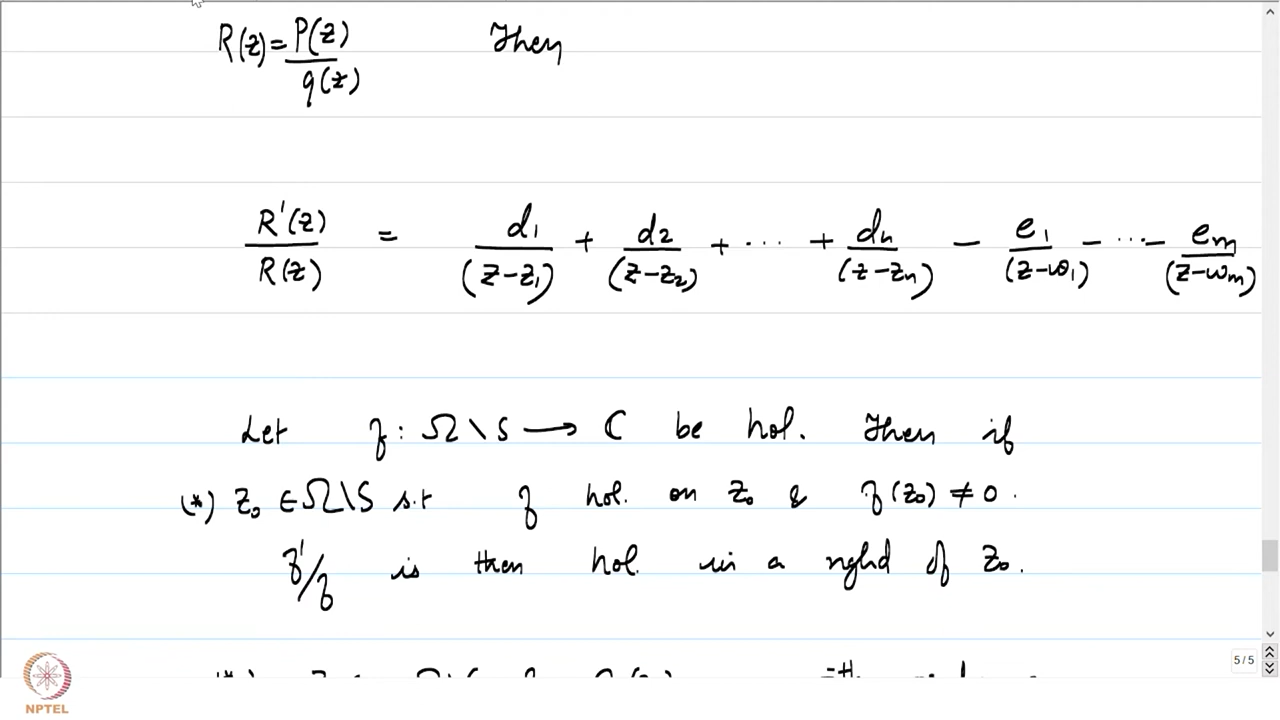 R(z) = P(z)/q(z) Then
R'(z)/R(z) = d₁/(z-z₁) + d₂/(z-z₂) + ··· + dₙ/(z-zₙ) - e₁/(z-ω₁) - ··· - eₘ/(z-ωₘ)
Let f : Ω \ S → ℂ be hol. Then if
(*) z₀ ∈ Ω\S s.t f hol. on z₀ & f(z₀) ≠ 0.
f'/f is then hol. in a nghd of z₀.
5 / 5
NPTEL